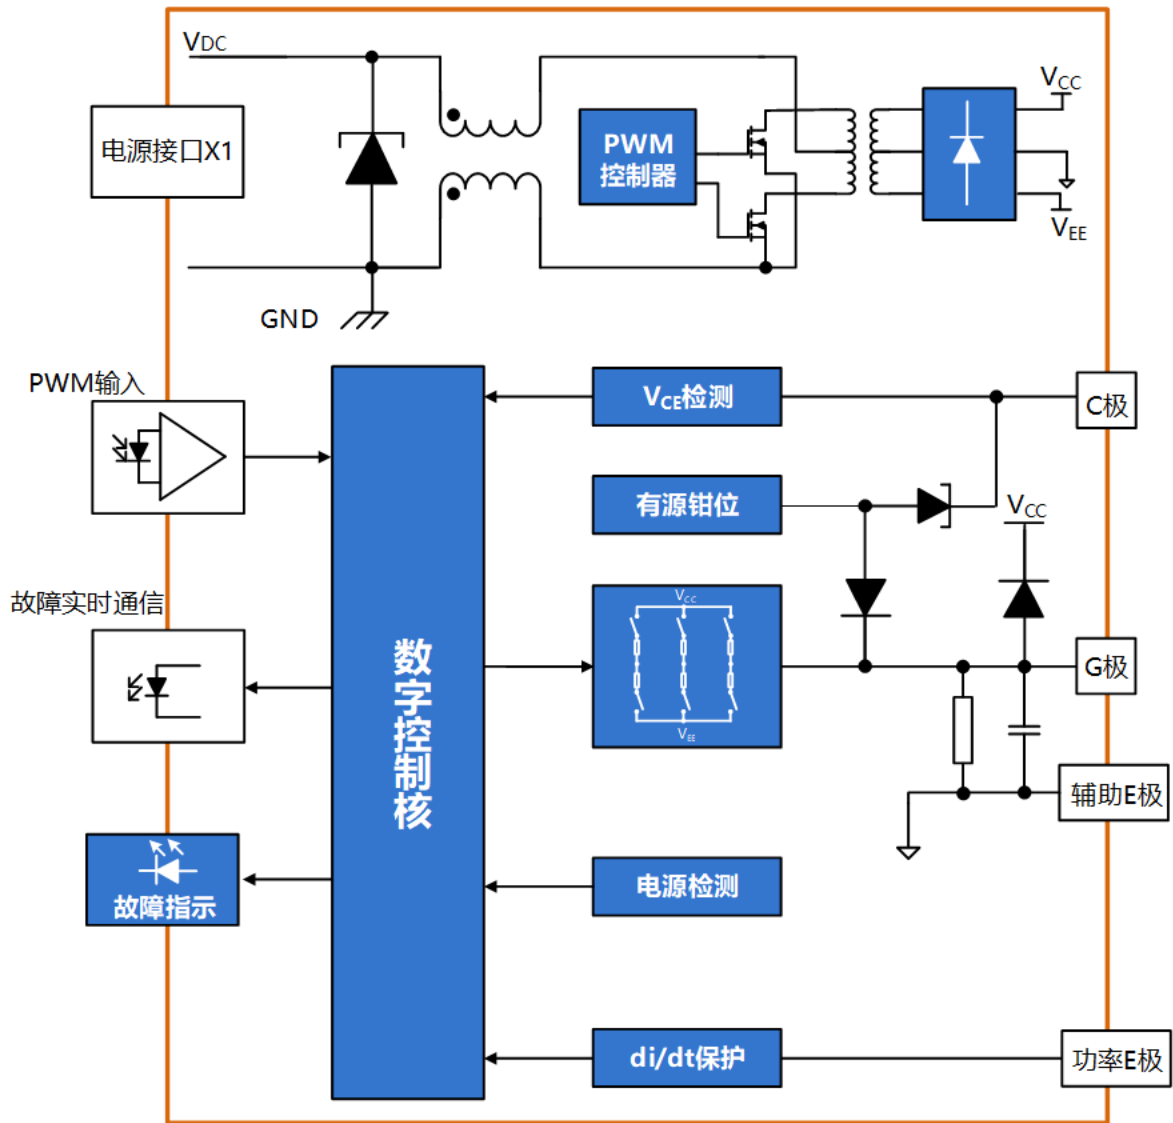 VDC
VCC
电源接口X1
PWM
控制器
VEE
GND
PWM输入
VCE检测
C极
有源钳位
VCC
故障实时通信
VCC
数字控制核
G极
VEE
辅助E极
电源检测
故障指示
di/dt保护
功率E极